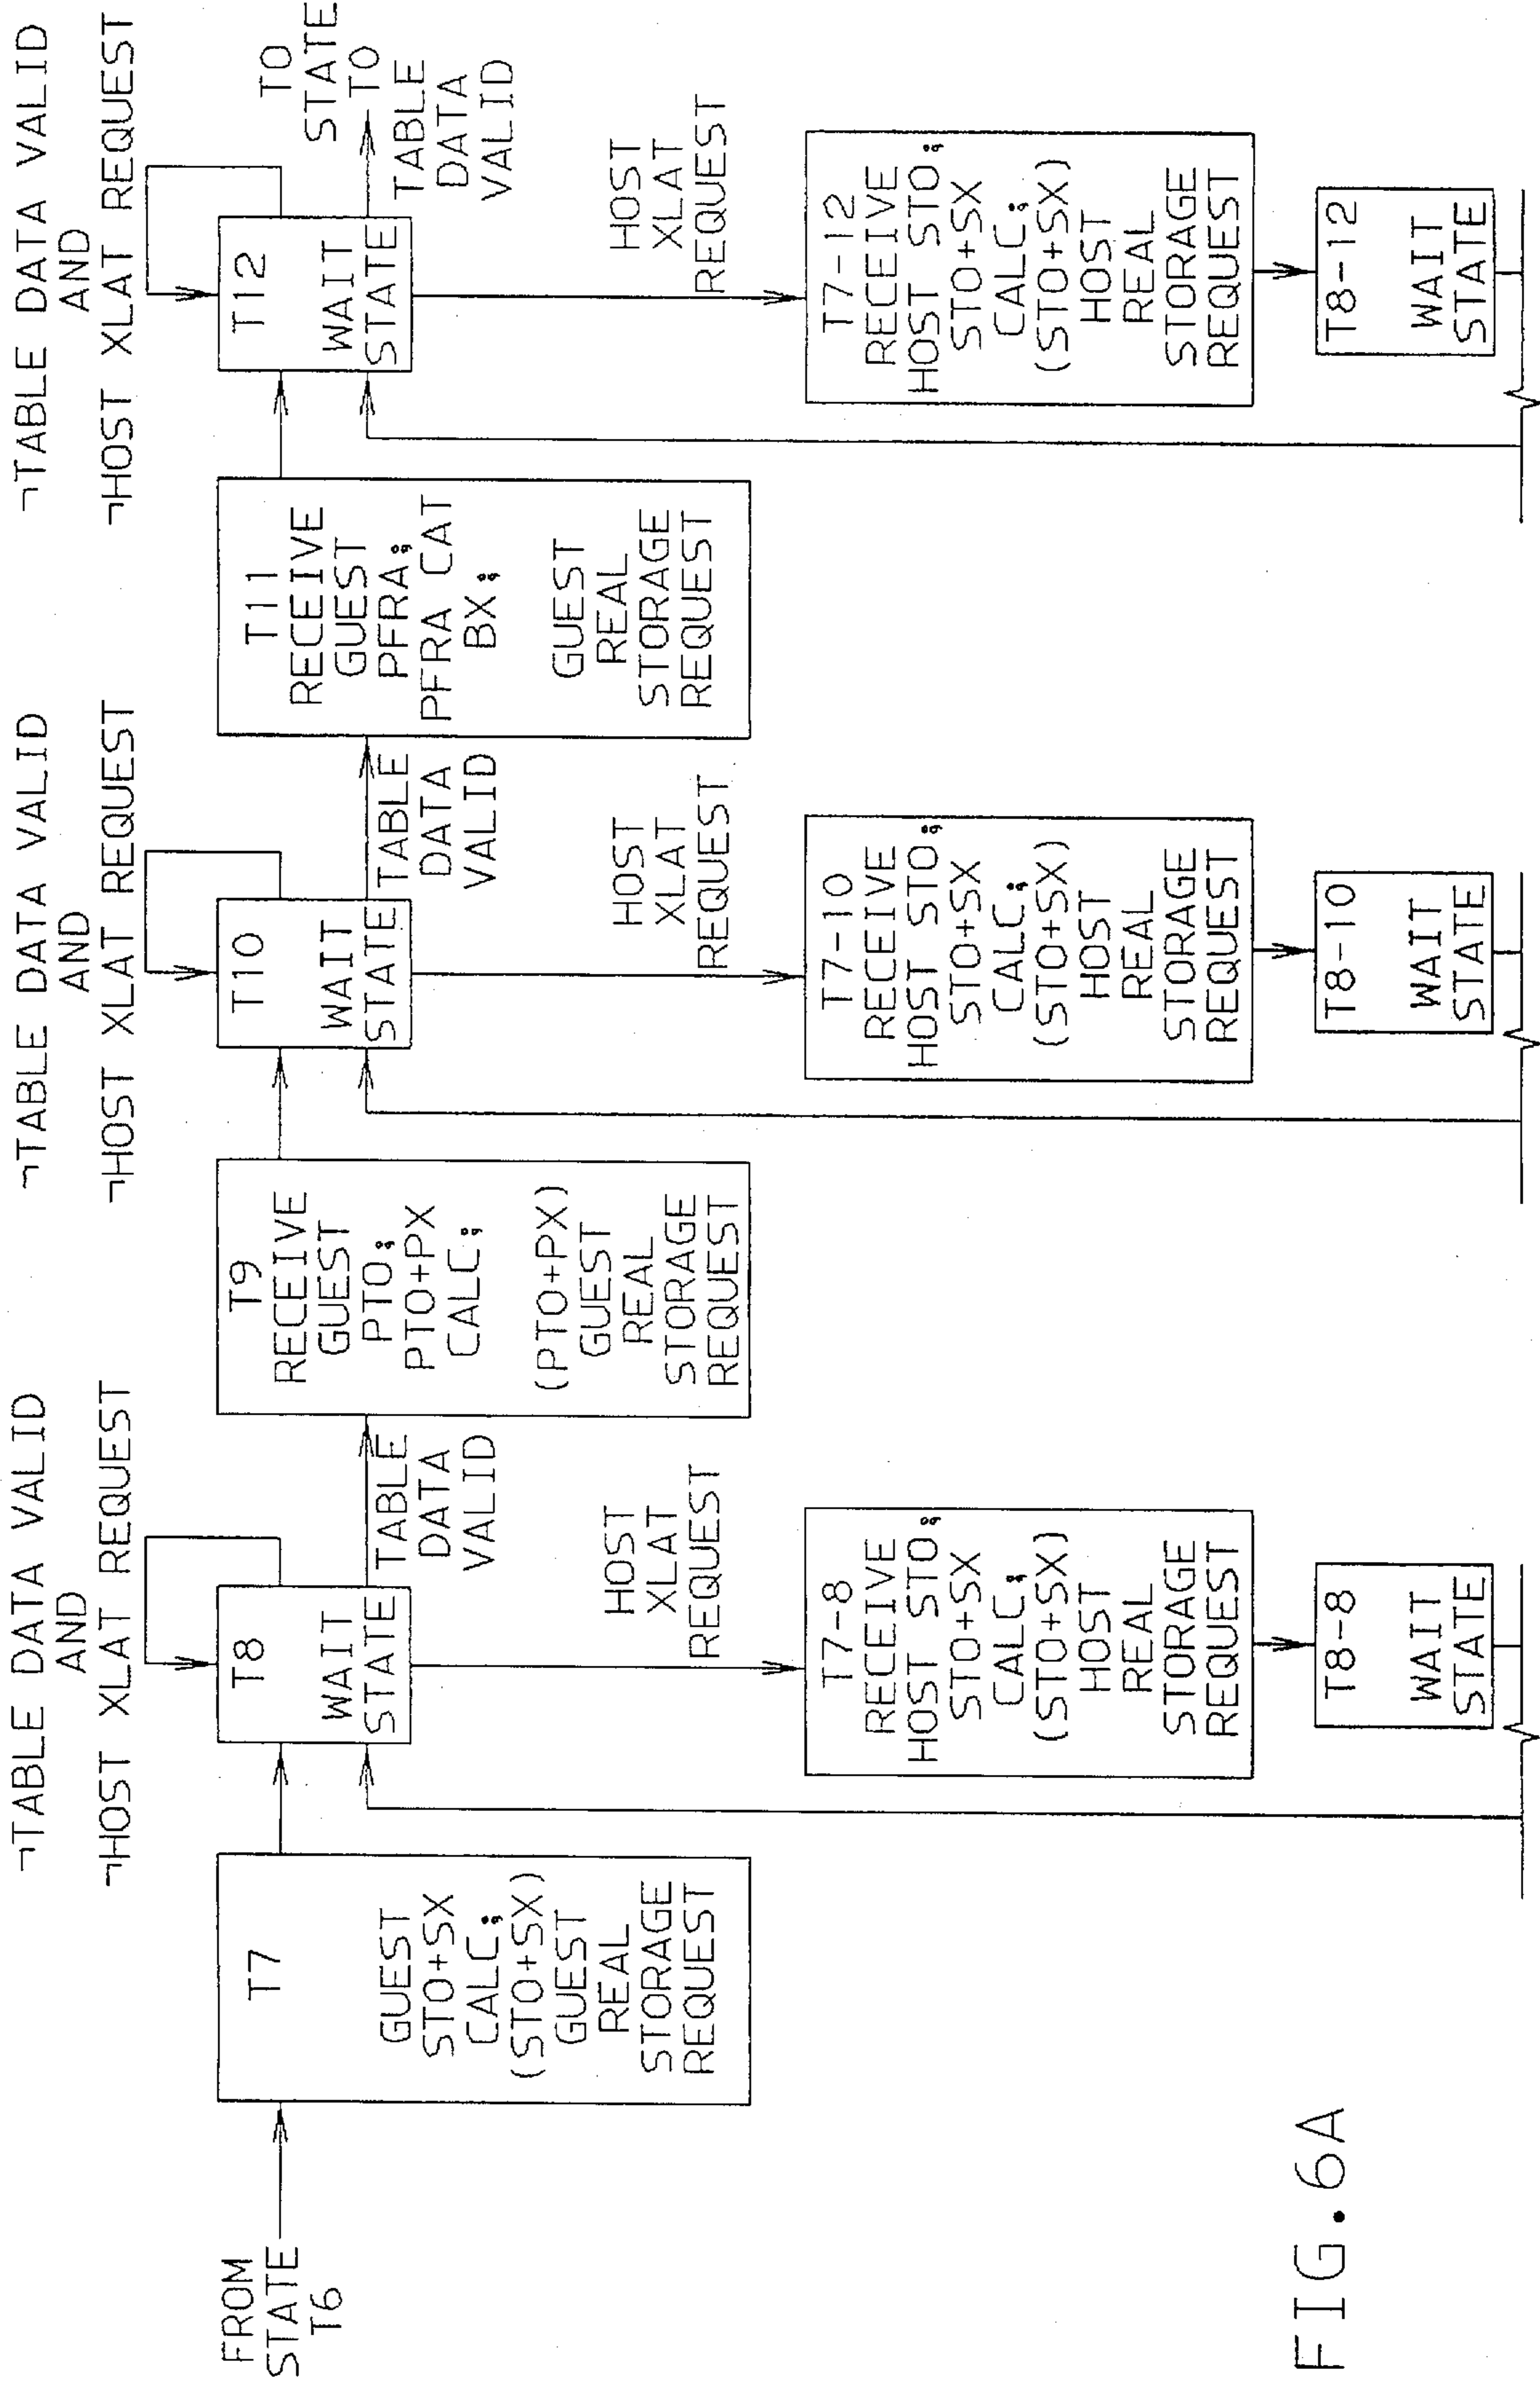 ¬TABLE DATA VALID
AND
¬HOST XLAT REQUEST
¬TABLE DATA VALID
AND
¬HOST XLAT REQUEST
¬TABLE DATA VALID
AND
¬HOST XLAT REQUEST
FROM
STATE
T6
T7
GUEST
STO+SX
CALC;
(STO+SX)
GUEST
REAL
STORAGE
REQUEST
T8
WAIT
STATE
TABLE
DATA
VALID
T9
RECEIVE
GUEST
PTO;
PTO+PX
CALC;
(PTO+PX)
GUEST
REAL
STORAGE
REQUEST
T10
WAIT
STATE
TABLE
DATA
VALID
T11
RECEIVE
GUEST
PFRA;
PFRA CAT
BX;
GUEST
REAL
STORAGE
REQUEST
T12
WAIT
STATE
TO
STATE
T0
TABLE
DATA
VALID
HOST
XLAT
REQUEST
HOST
XLAT
REQUEST
HOST
XLAT
REQUEST
T7-8
RECEIVE
HOST STO;
STO+SX
CALC;
(STO+SX)
HOST
REAL
STORAGE
REQUEST
T7-10
RECEIVE
HOST STO;
STO+SX
CALC;
(STO+SX)
HOST
REAL
STORAGE
REQUEST
T7-12
RECEIVE
HOST STO;
STO+SX
CALC;
(STO+SX)
HOST
REAL
STORAGE
REQUEST
T8-8
WAIT
STATE
T8-10
WAIT
STATE
T8-12
WAIT
STATE
FIG.6A